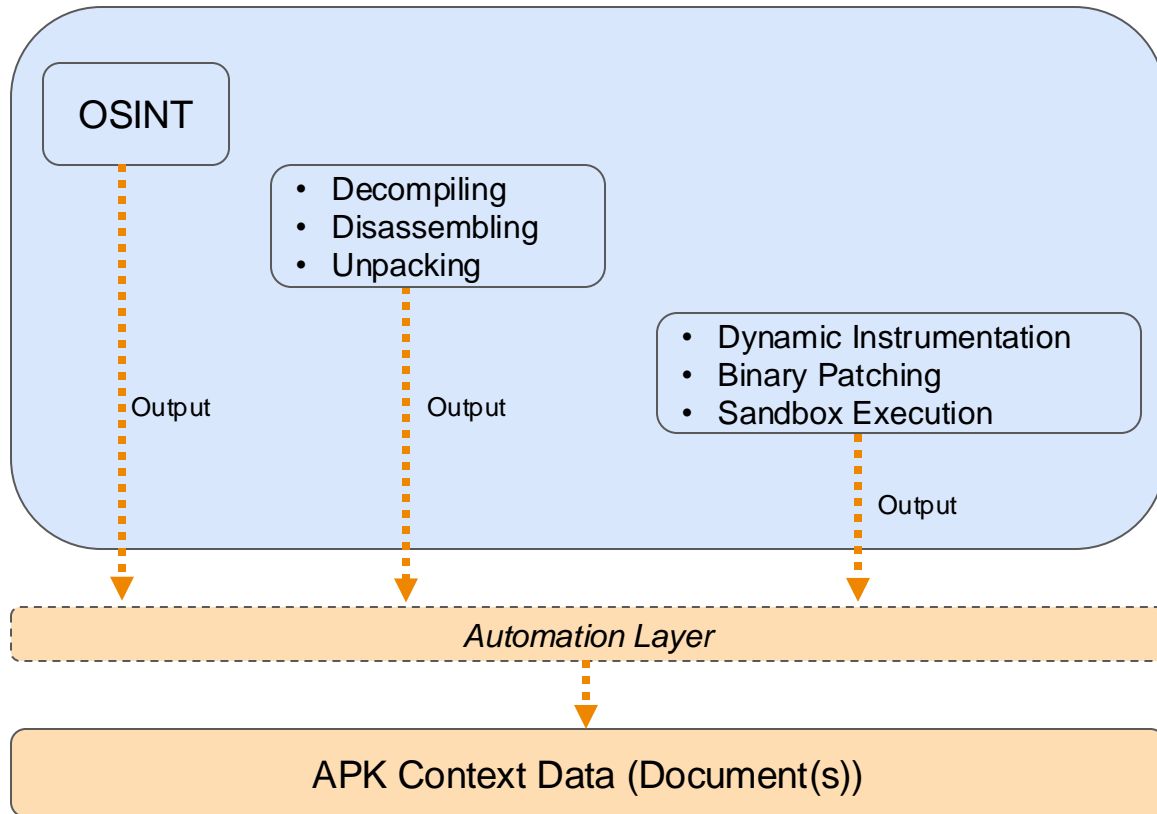 OSINT
• Decompiling
• Disassembling
• Unpacking
• Dynamic Instrumentation
• Binary Patching
• Sandbox Execution
Output
Output
Output
Automation Layer
APK Context Data (Document(s))